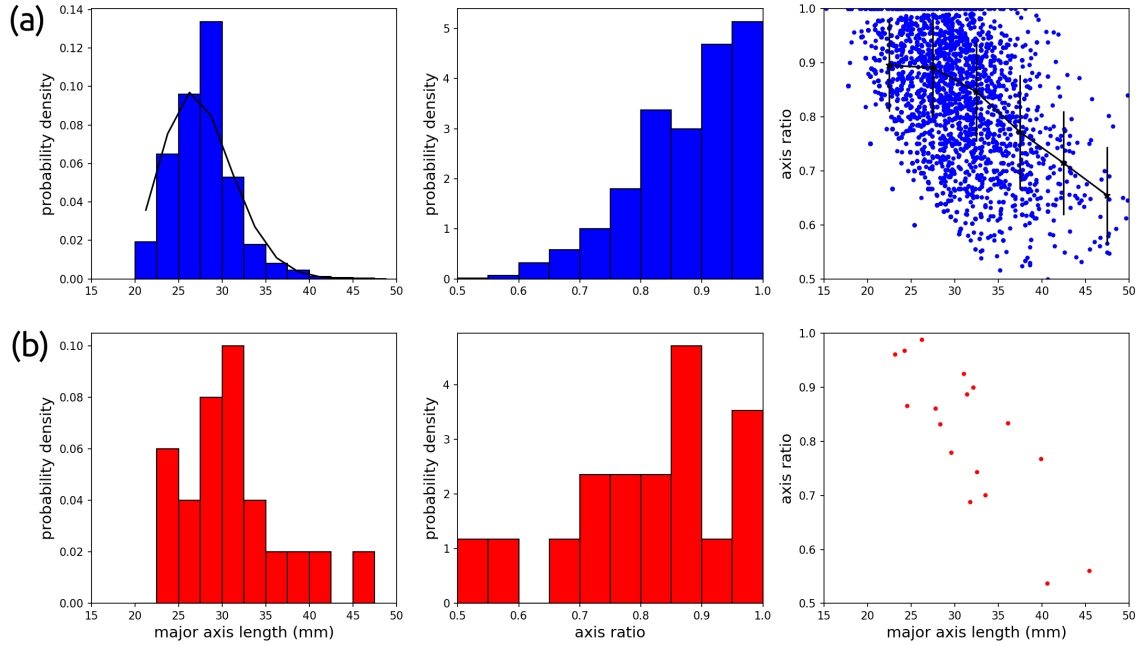 (a)
probability density
0.14
0.12
0.10
0.08
0.06
0.04
0.02
0.00
15 20 25 30 35 40 45 50
probability density
5
4
3
2
1
0
0.5 0.6 0.7 0.8 0.9 1.0
axis ratio
1.0
0.9
0.8
0.7
0.6
0.5
15 20 25 30 35 40 45 50
(b)
probability density
0.10
0.08
0.06
0.04
0.02
0.00
15 20 25 30 35 40 45 50
major axis length (mm)
probability density
4
3
2
1
0
0.5 0.6 0.7 0.8 0.9 1.0
axis ratio
axis ratio
1.0
0.9
0.8
0.7
0.6
0.5
15 20 25 30 35 40 45 50
major axis length (mm)